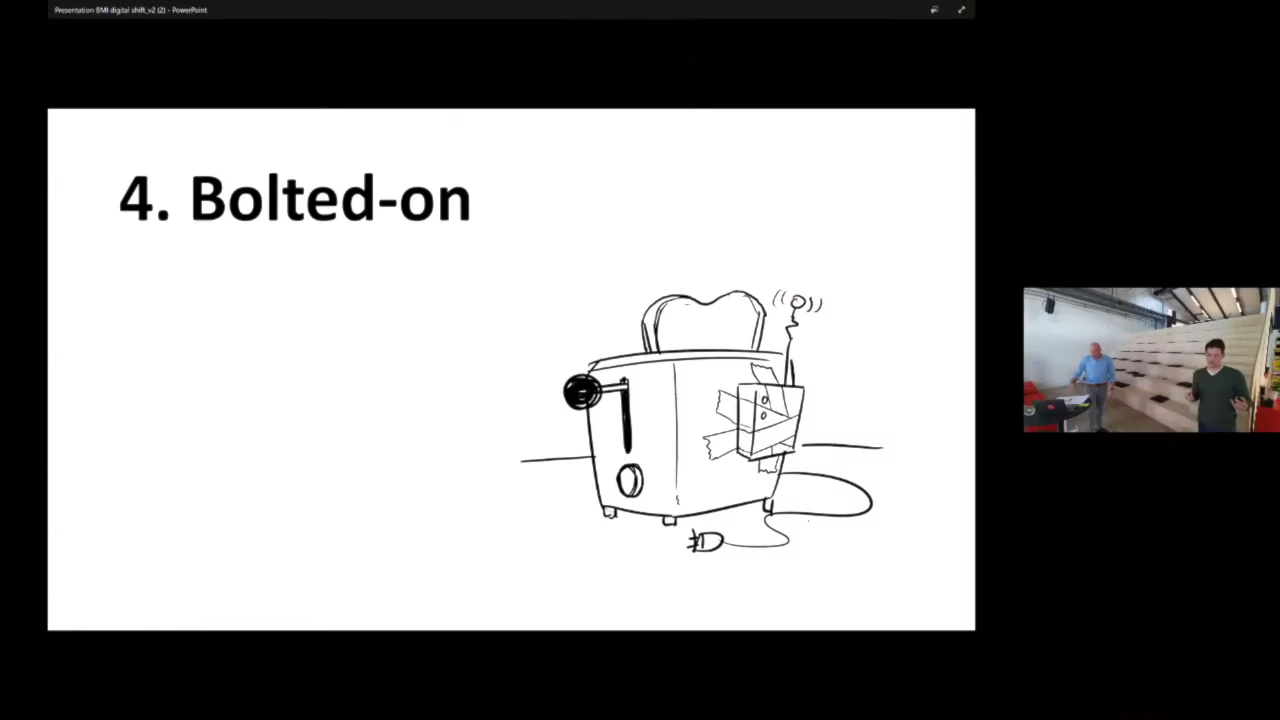 Presentation BMI digital shift_v2 (2) - PowerPoint
4. Bolted-on